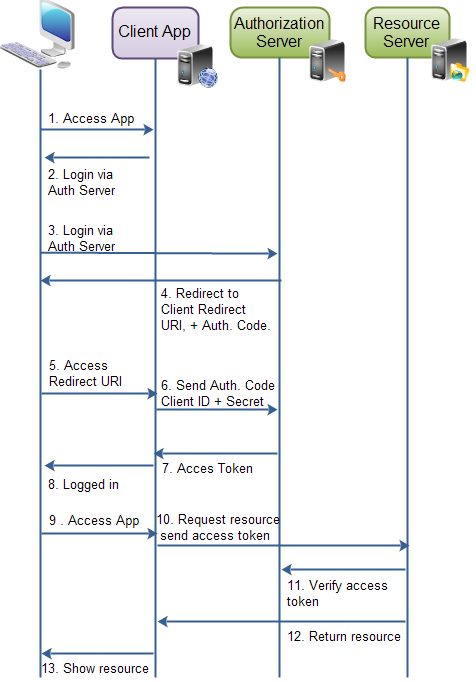 Client App
Authorization
Server
Resource
Server
1. Access App
2. Login via
Auth Server
3. Login via
Auth Server
4. Redirect to
Client Redirect
URI, + Auth. Code.
5. Access
Redirect URI
6. Send Auth. Code
Client ID + Secret
7. Acces Token
8. Logged in
9 . Access App
10. Request resource
send access token
11. Verify access
token
12. Return resource
13. Show resource